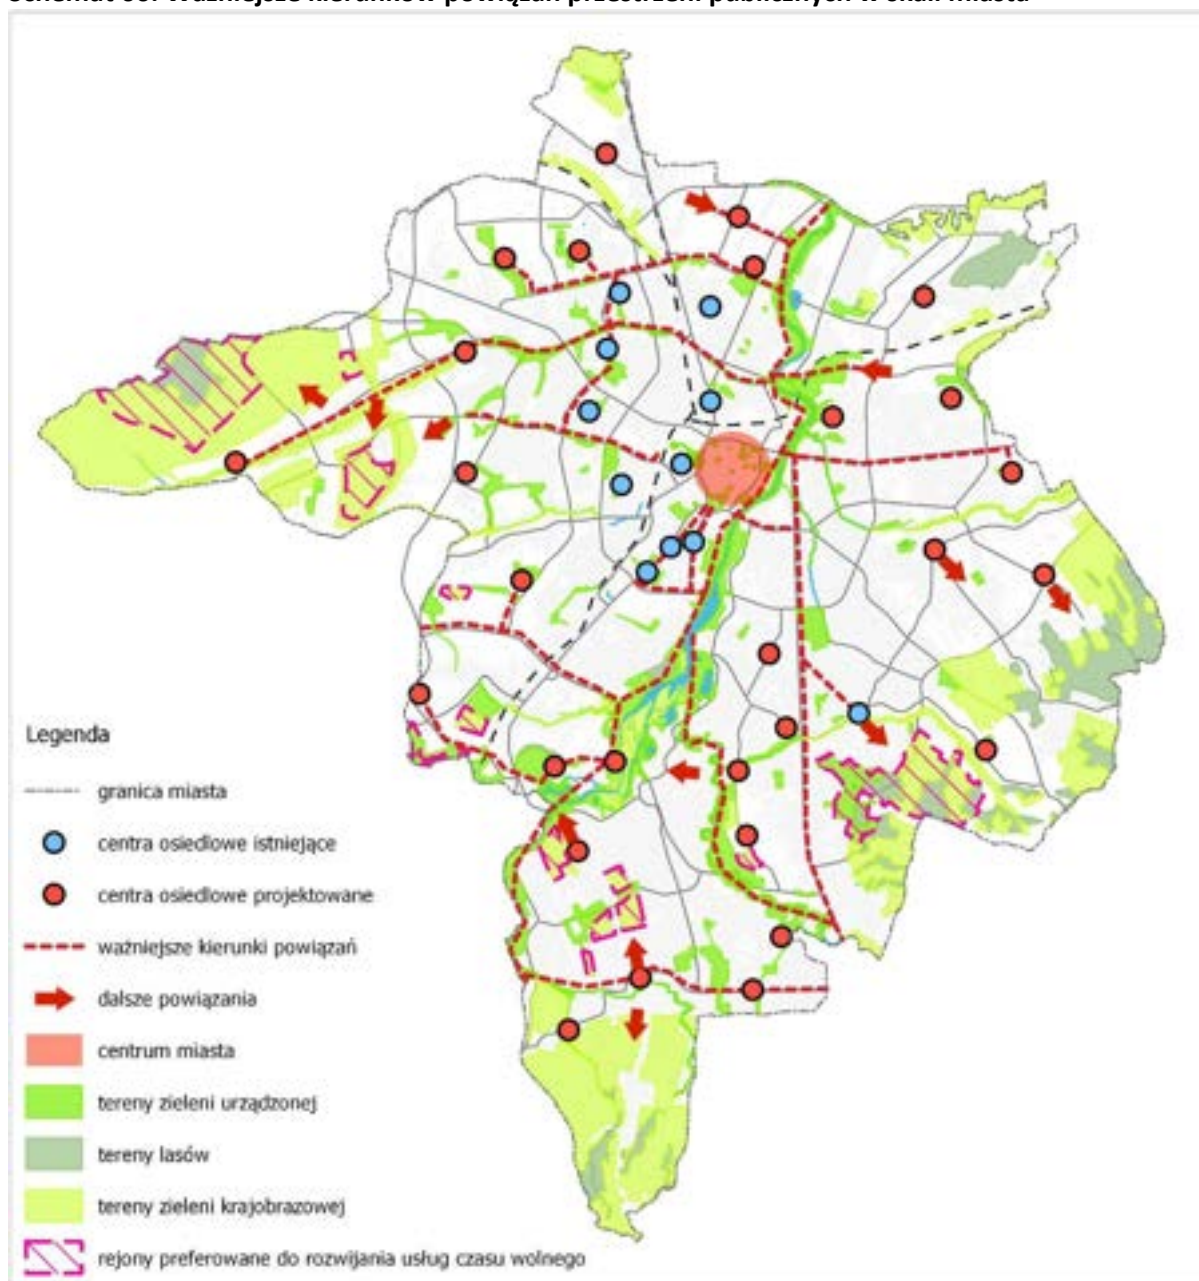 Legenda
granica miasta
centra osiedlowe istniejące
centra osiedlowe projektowane
ważniejsze kierunki powiązań
dalsze powiązania
centrum miasta
tereny zieleni urządzonej
tereny lasów
tereny zieleni krajobrazowej
rejony preferowane do rozwijania usług czasu wolnego